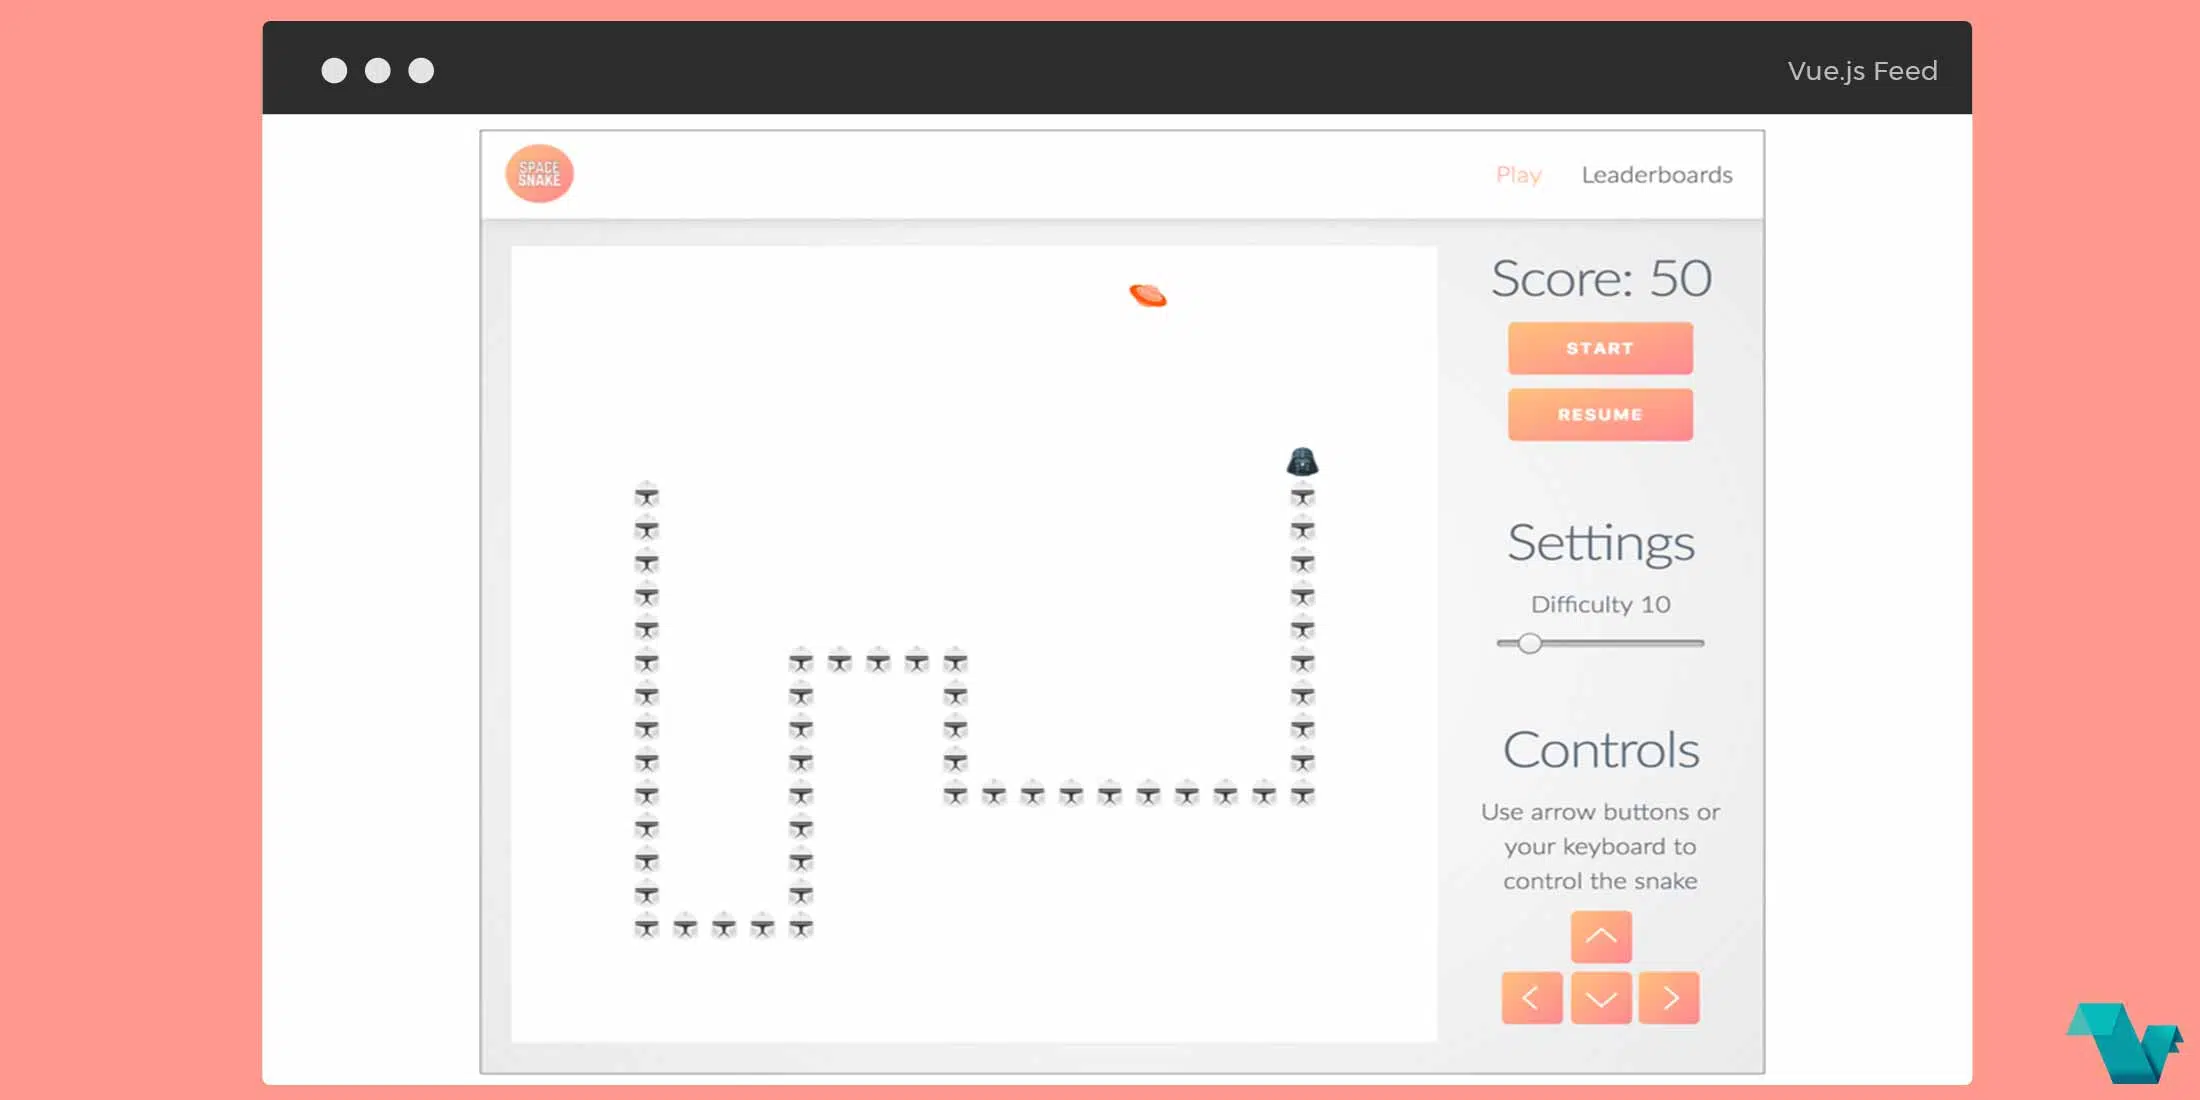 Vue.js Feed
SPACE
SNAKE
Play
Leaderboards
Score: 50
START
RESUME
Settings
Difficulty 10
Controls
Use arrow buttons or
your keyboard to
control the snake